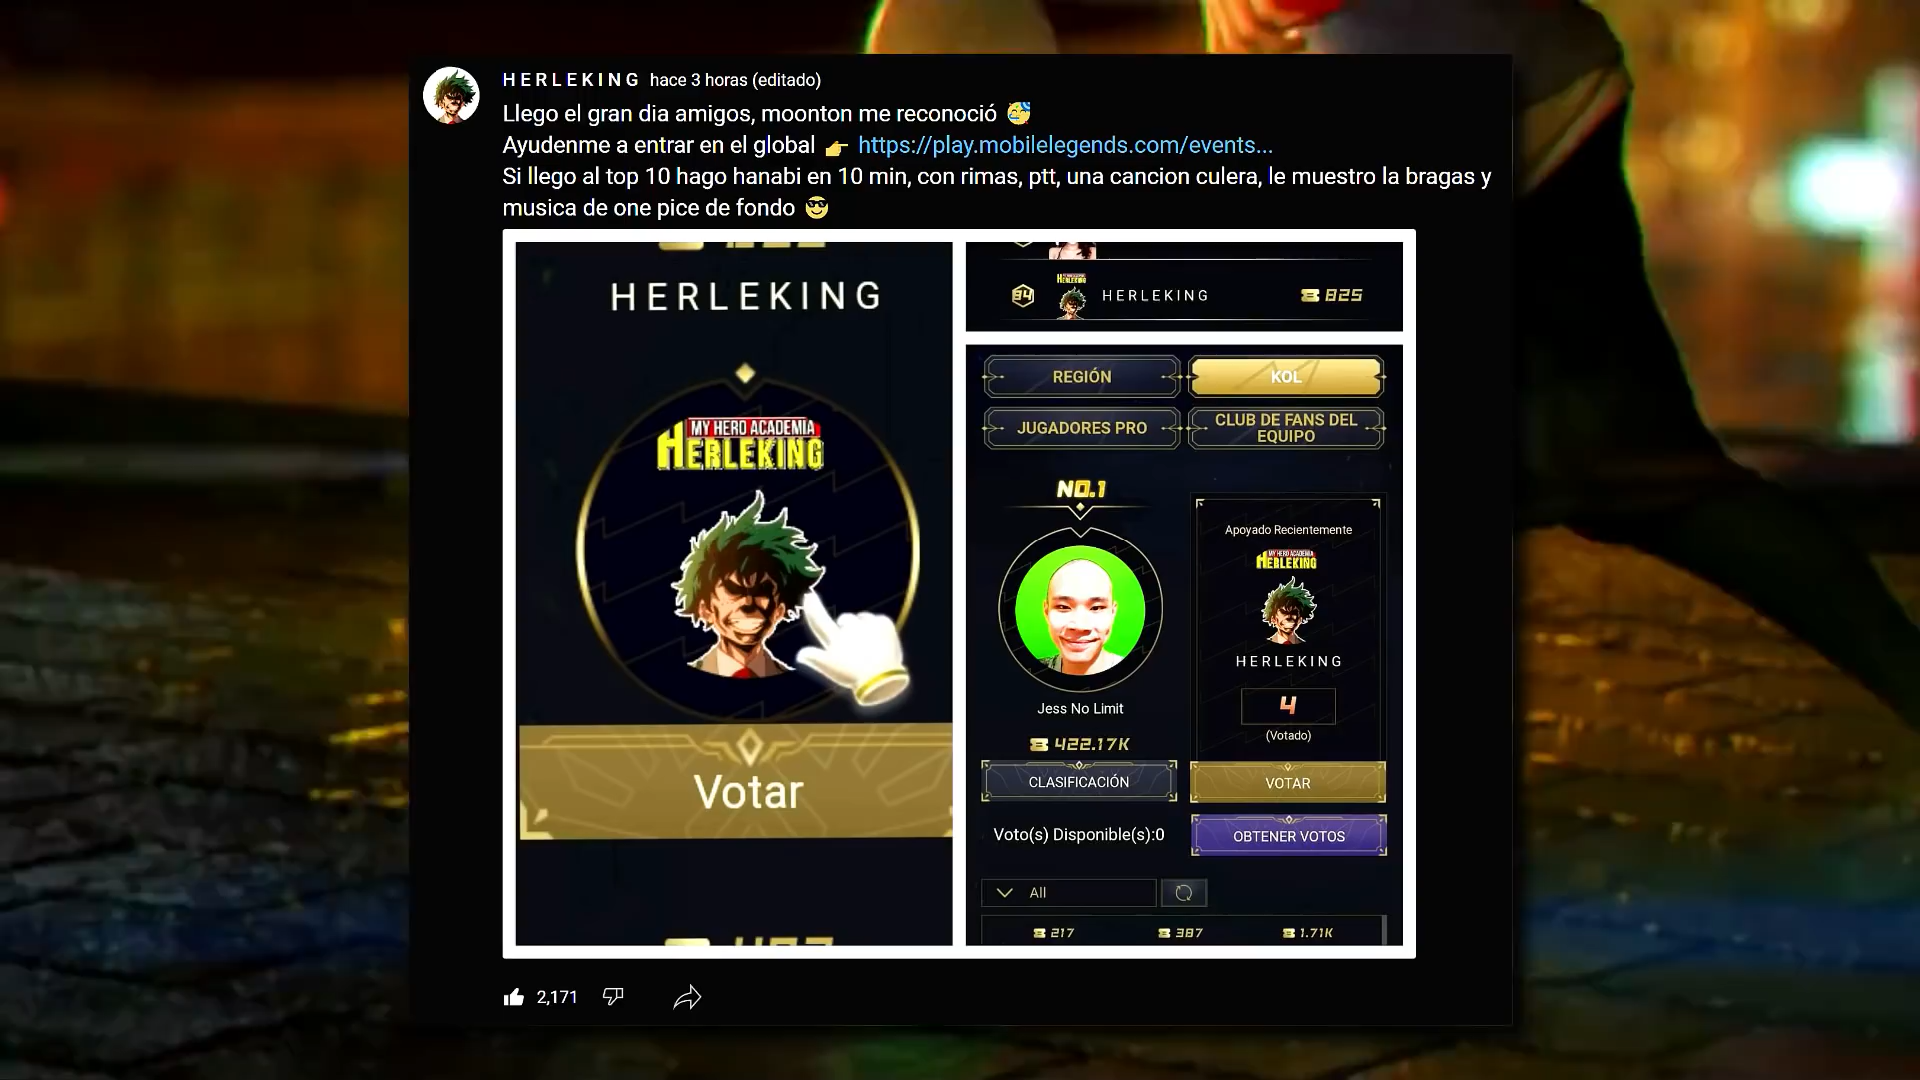 HERLEKING hace 3 horas (editado)
Llego el gran dia amigos, moonton me reconoció 🥳
Ayudenme a entrar en el global 👉 https://play.mobilelegends.com/events...
Si llego al top 10 hago hanabi en 10 min, con rimas, ptt, una cancion culera, le muestro la bragas y
musica de one pice de fondo 😎
HERLEKING
MY HERO ACADEMIA
HERLEKING
Votar
84 HERLEKING 825
REGIÓN
KOL
JUGADORES PRO
CLUB DE FANS DEL
EQUIPO
NO.1
Jess No Limit
422.17K
CLASIFICACIÓN
Voto(s) Disponible(s):0
Apoyado Recientemente
MY HERO ACADEMIA
HERLEKING
HERLEKING
4
(Votado)
VOTAR
OBTENER VOTOS
All
217 387 1.71K
2,171